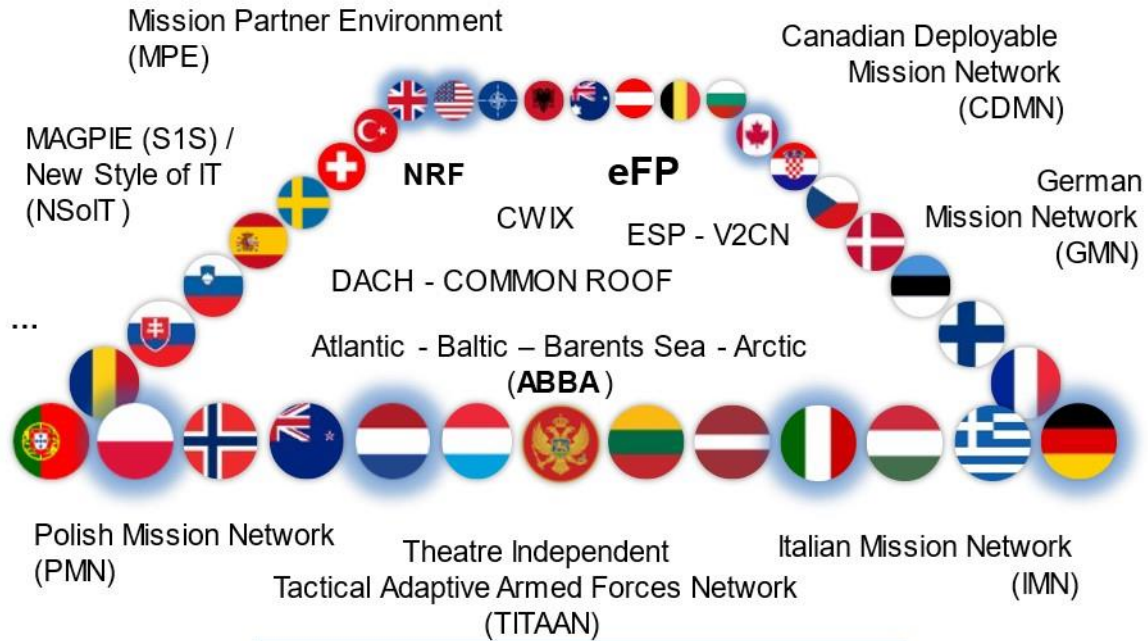 Mission Partner Environment
(MPE)
Canadian Deployable
Mission Network
(CDMN)
MAGPIE (S1S) /
New Style of IT
(NSoIT)
NRF
eFP
German
Mission Network
(GMN)
CWIX
ESP - V2CN
DACH - COMMON ROOF
...
Atlantic - Baltic – Barents Sea - Arctic
(ABBA)
Polish Mission Network
(PMN)
Theatre Independent
Tactical Adaptive Armed Forces Network
(TITAAN)
Italian Mission Network
(IMN)